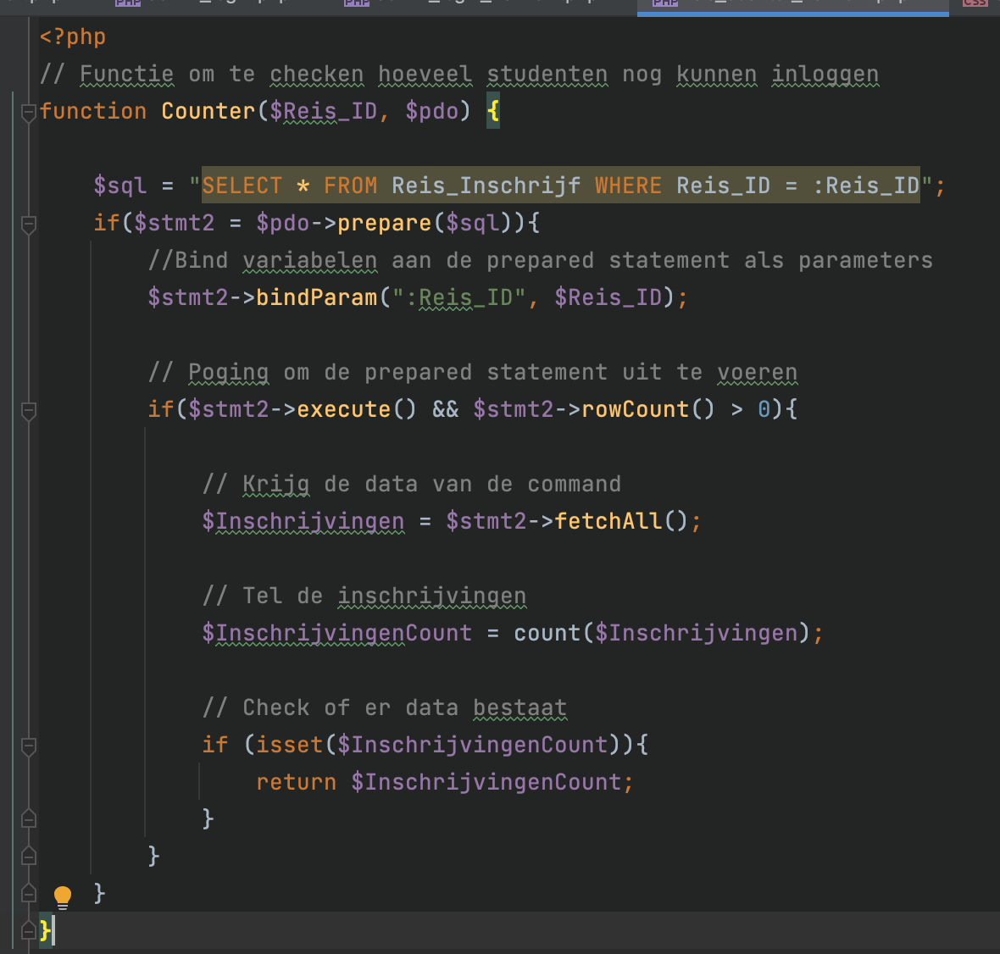 PHP PHP PHP CSS
<?php
// Functie om te checken hoeveel studenten nog kunnen inloggen
function Counter($Reis_ID, $pdo) {
$sql = "SELECT * FROM Reis_Inschrijf WHERE Reis_ID = :Reis_ID";
if($stmt2 = $pdo->prepare($sql)){
//Bind variabelen aan de prepared statement als parameters
$stmt2->bindParam(":Reis_ID", $Reis_ID);
// Poging om de prepared statement uit te voeren
if($stmt2->execute() && $stmt2->rowCount() > 0){
// Krijg de data van de command
$Inschrijvingen = $stmt2->fetchAll();
// Tel de inschrijvingen
$InschrijvingenCount = count($Inschrijvingen);
// Check of er data bestaat
if (isset($InschrijvingenCount)){
return $InschrijvingenCount;
}
}
}
}